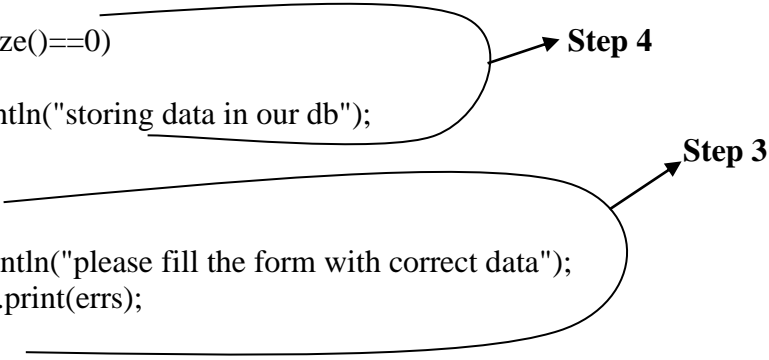 ze()==0) Step 4
ntln("storing data in our db");
Step 3
ntln("please fill the form with correct data");
.print(errs);